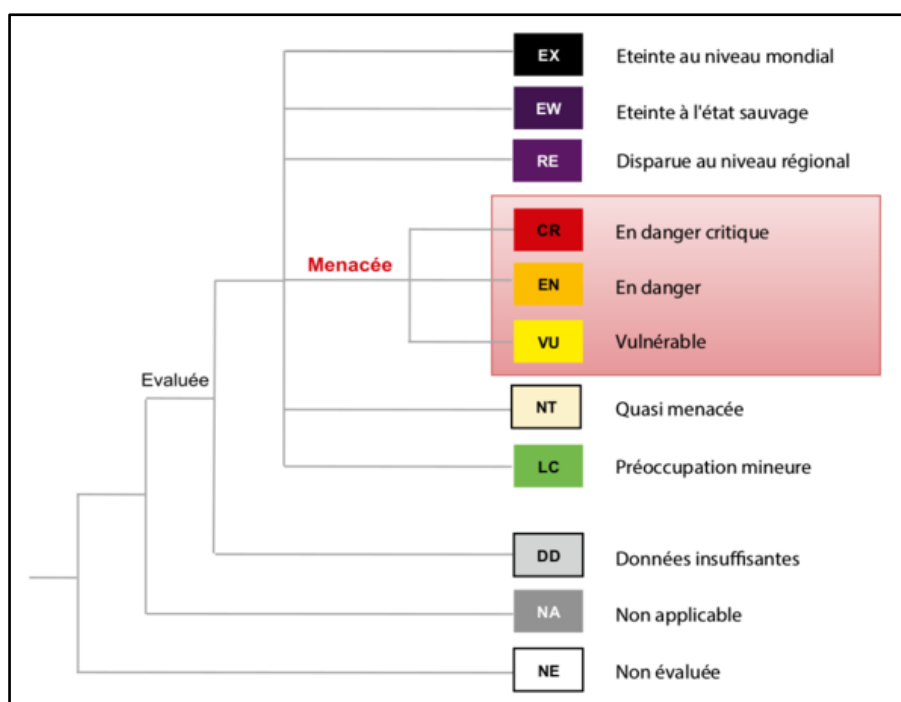 EX Eteinte au niveau mondial
EW Eteinte à l'état sauvage
RE Disparue au niveau régional
CR En danger critique
Menacée
EN En danger
VU Vulnérable
Evaluée
NT Quasi menacée
LC Préoccupation mineure
DD Données insuffisantes
NA Non applicable
NE Non évaluée